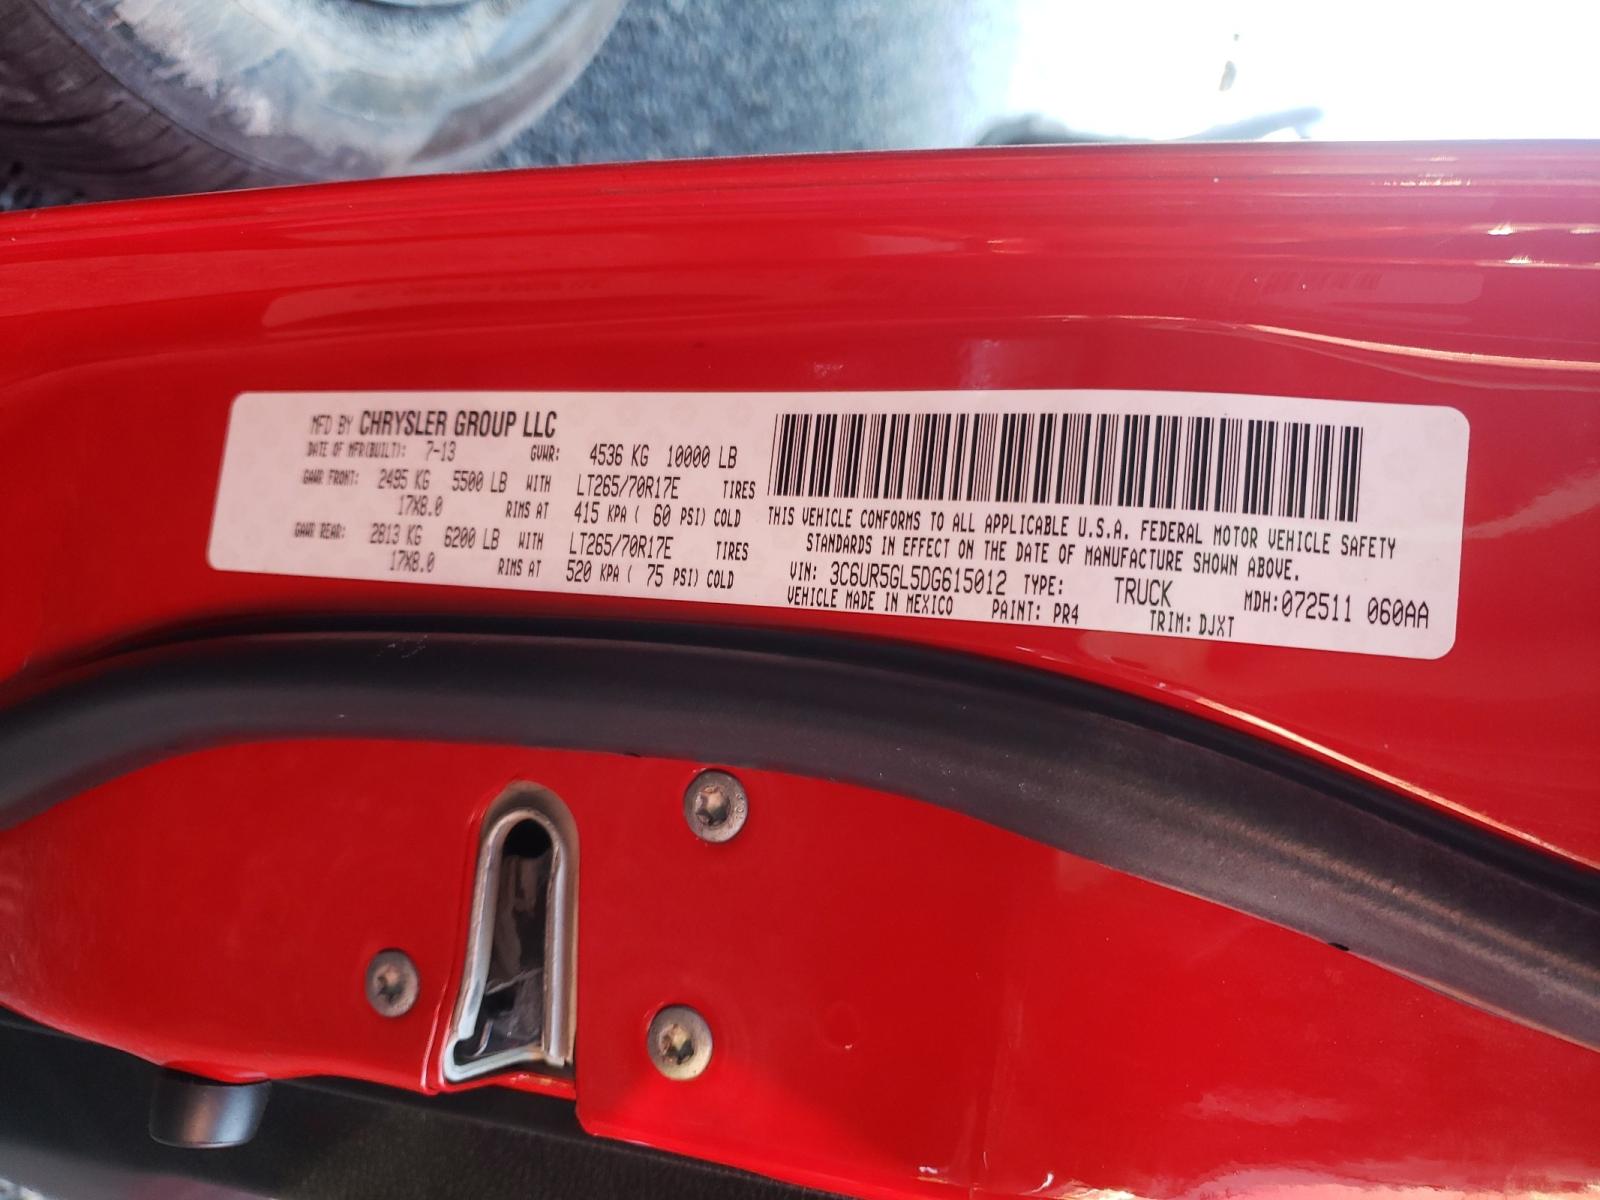 MFD BY CHRYSLER GROUP LLC
DATE OF MFR(BUILT): 7-13 GVWR: 4536 KG 10000 LB
GAWR FRONT: 2495 KG 5500 LB WITH LT265/70R17E TIRES
17X8.0 RIMS AT 415 KPA ( 60 PSI) COLD
GAWR REAR: 2813 KG 6200 LB WITH LT265/70R17E TIRES
17X8.0 RIMS AT 520 KPA ( 75 PSI) COLD
THIS VEHICLE CONFORMS TO ALL APPLICABLE U.S.A. FEDERAL MOTOR VEHICLE SAFETY
STANDARDS IN EFFECT ON THE DATE OF MANUFACTURE SHOWN ABOVE.
VIN: 3C6UR5GL5DG615012 TYPE: TRUCK MDH:072511 060AA
VEHICLE MADE IN MEXICO PAINT: PR4 TRIM: DJXT